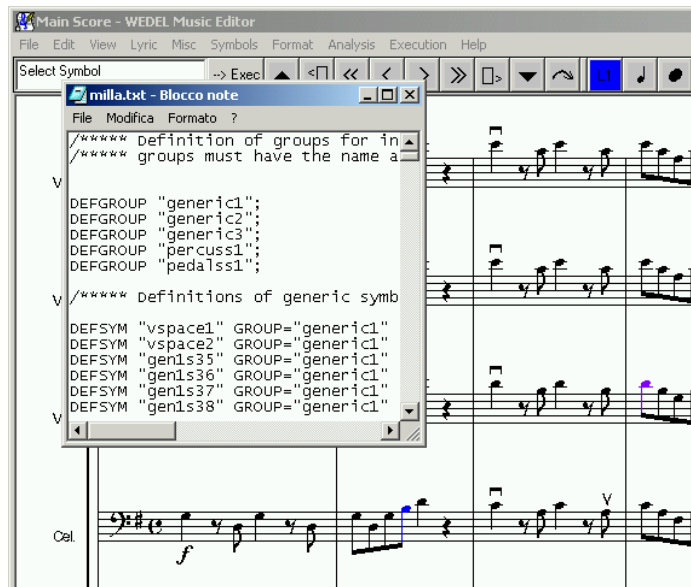 Main Score - WEDEL Music Editor
File Edit View Lyric Misc Symbols Format Analysis Execution Help
Select Symbol --> Exec L1
milla.txt - Blocco note
File Modifica Formato ?
/***** Definition of groups for in
/***** groups must have the name a
DEFGROUP "generic1";
DEFGROUP "generic2";
DEFGROUP "generic3";
DEFGROUP "percuss1";
DEFGROUP "pedalss1";
/***** Definitions of generic symb
DEFSYM "vspace1" GROUP="generic1"
DEFSYM "vspace2" GROUP="generic1"
DEFSYM "gen1s35" GROUP="generic1"
DEFSYM "gen1s36" GROUP="generic1"
DEFSYM "gen1s37" GROUP="generic1"
DEFSYM "gen1s38" GROUP="generic1"
V
V
V
Cel.
f